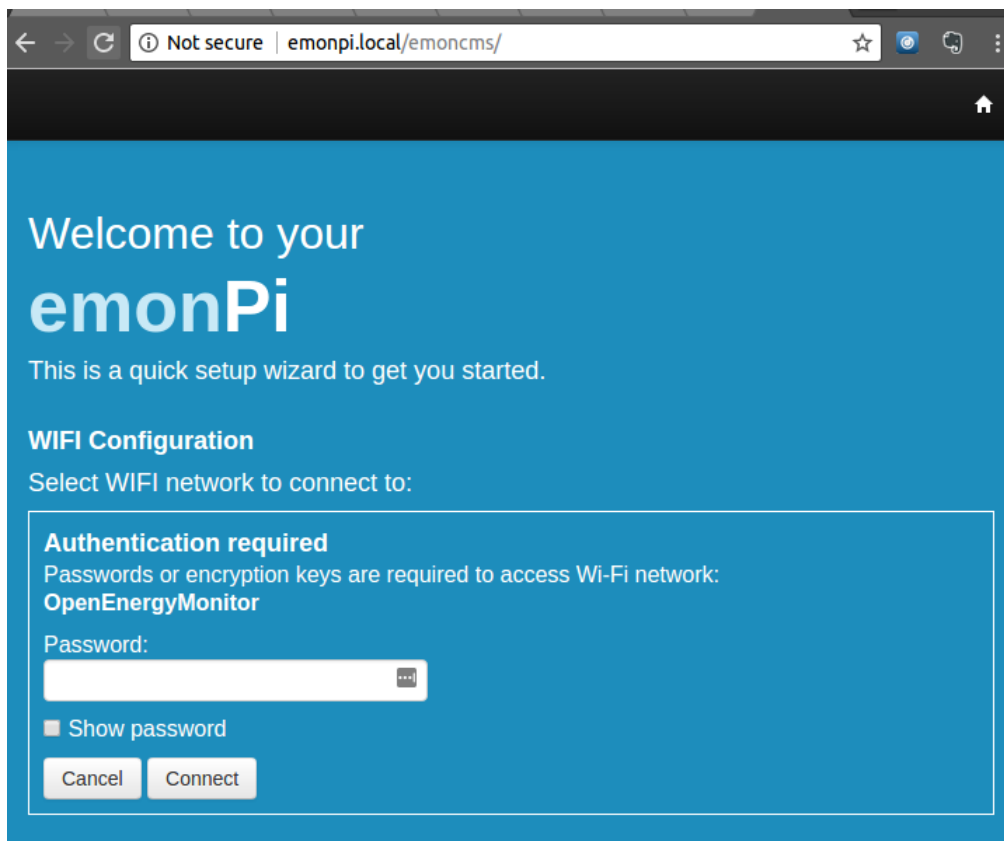 Not secure | emonpi.local/emoncms/
Welcome to your
emonPi
This is a quick setup wizard to get you started.
WIFI Configuration
Select WIFI network to connect to:
Authentication required
Passwords or encryption keys are required to access Wi-Fi network:
OpenEnergyMonitor
Password:
Show password
Cancel Connect